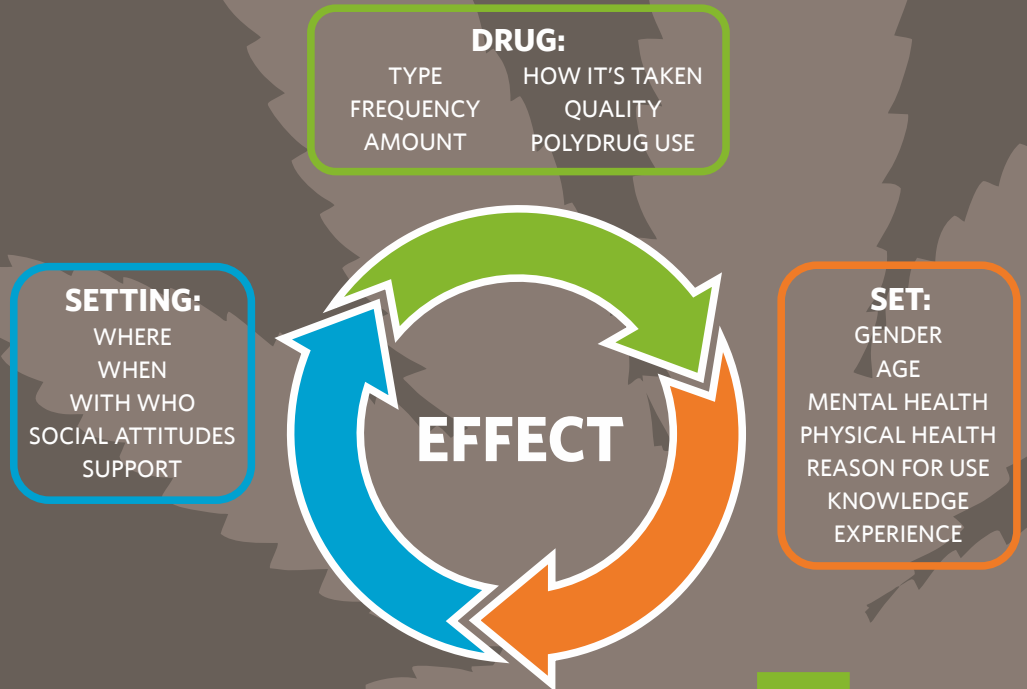 DRUG:
TYPE
FREQUENCY
AMOUNT
HOW IT'S TAKEN
QUALITY
POLYDRUG USE
SETTING:
WHERE
WHEN
WITH WHO
SOCIAL ATTITUDES
SUPPORT
EFFECT
SET:
GENDER
AGE
MENTAL HEALTH
PHYSICAL HEALTH
REASON FOR USE
KNOWLEDGE
EXPERIENCE